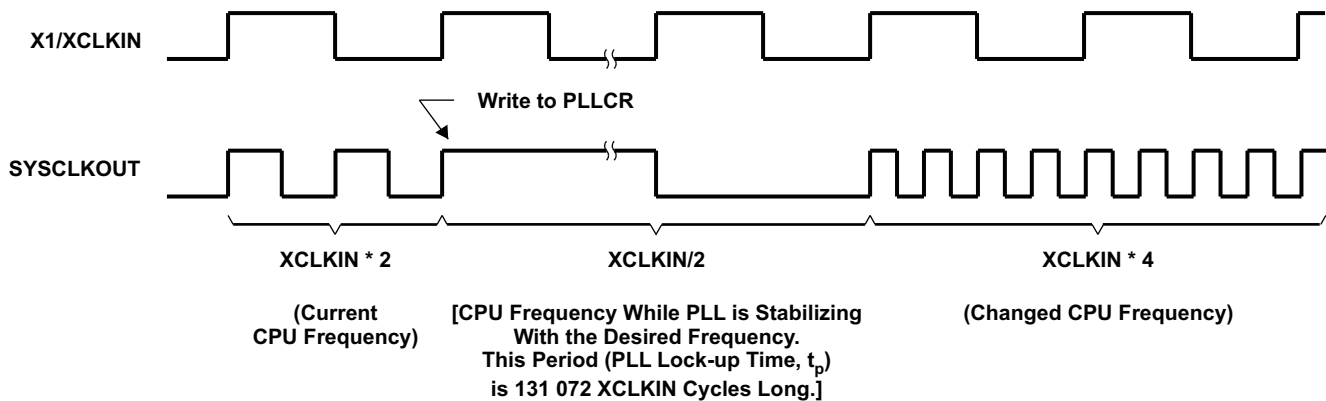 X1/XCLKIN
Write to PLLCR
SYSCLKOUT
XCLKIN * 2
XCLKIN/2
XCLKIN * 4
(Current
CPU Frequency)
[CPU Frequency While PLL is Stabilizing
With the Desired Frequency.
This Period (PLL Lock-up Time, tp)
is 131 072 XCLKIN Cycles Long.]
(Changed CPU Frequency)